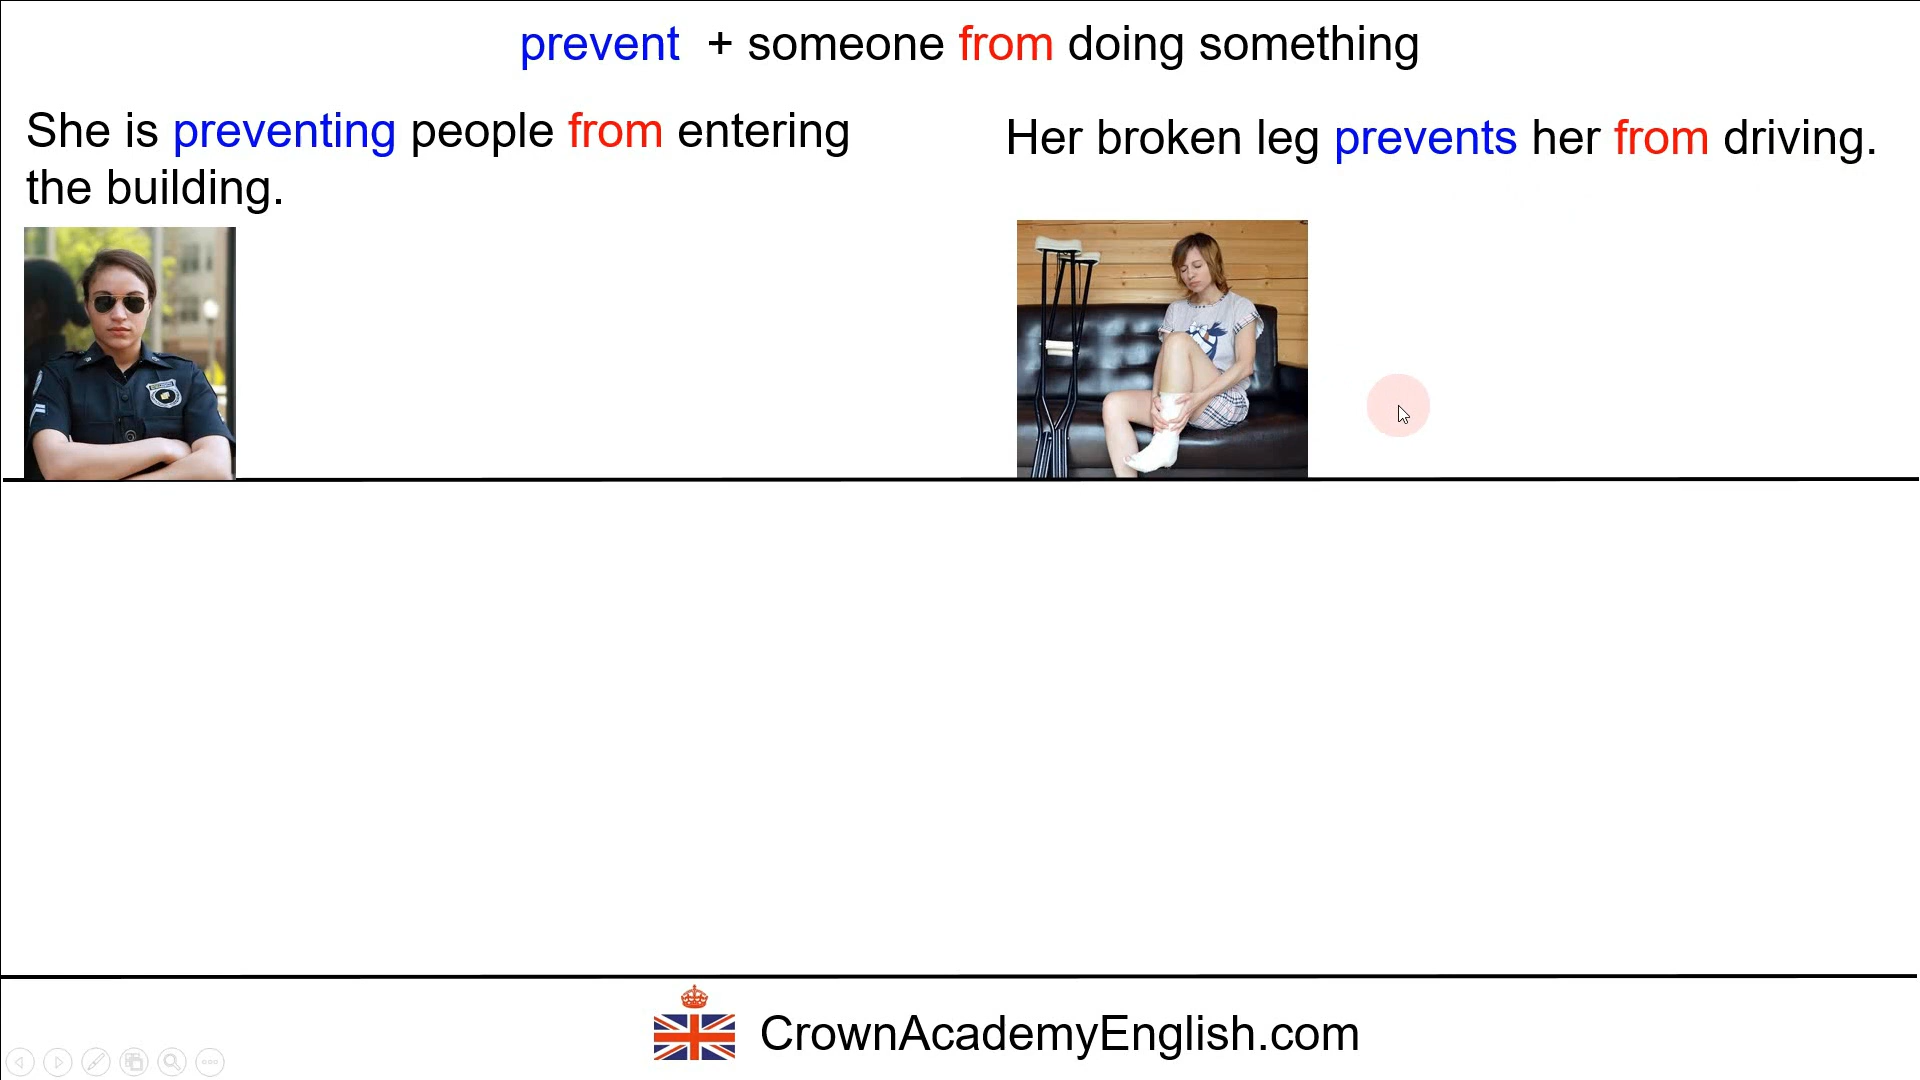 prevent + someone from doing something
She is preventing people from entering
the building.
Her broken leg prevents her from driving.
CrownAcademyEnglish.com